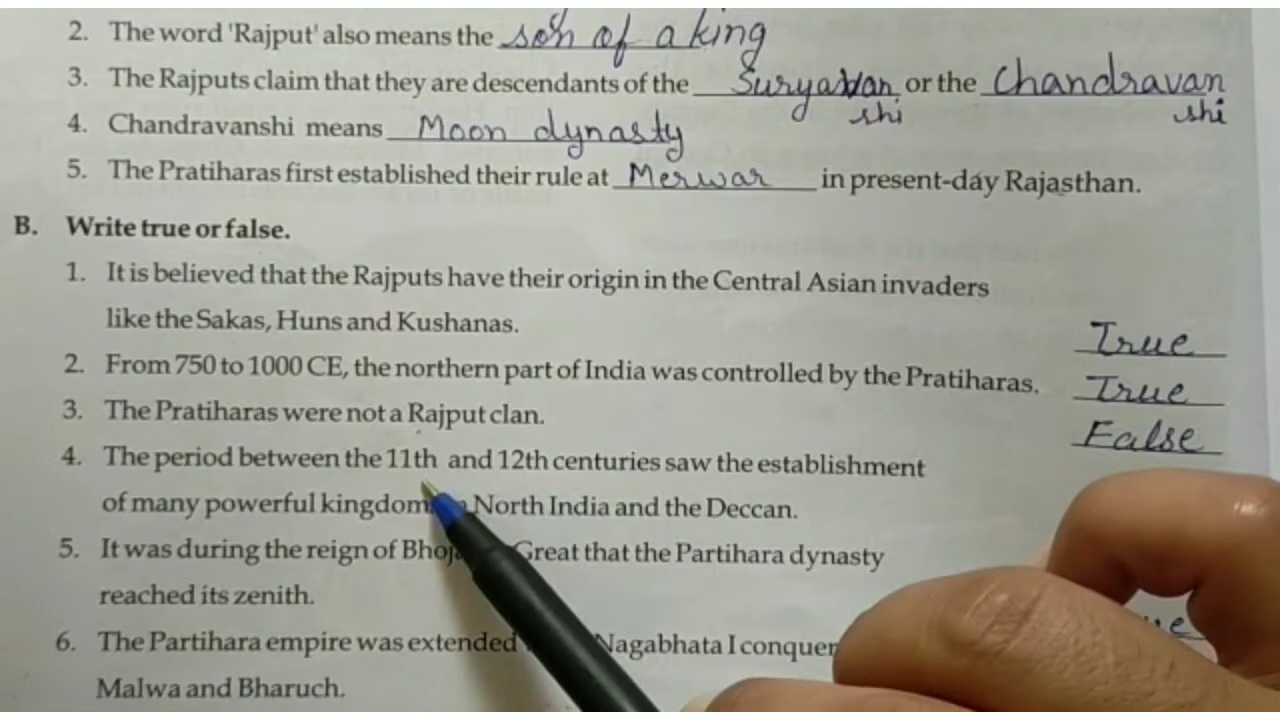 2. The word 'Rajput' also means the son of a king
3. The Rajputs claim that they are descendants of the Suryavan or the Chandravan
shi shi
4. Chandravanshi means Moon dynasty
5. The Pratiharas first established their rule at Merwar in present-day Rajasthan.
B. Write true or false.
1. It is believed that the Rajputs have their origin in the Central Asian invaders
like the Sakas, Huns and Kushanas. True
2. From 750 to 1000 CE, the northern part of India was controlled by the Pratiharas. True
3. The Pratiharas were not a Rajput clan. False
4. The period between the 11th and 12th centuries saw the establishment
of many powerful kingdom North India and the Deccan.
5. It was during the reign of Bhoja Great that the Partihara dynasty
reached its zenith.
6. The Partihara empire was extended Nagabhata I conquer
Malwa and Bharuch.